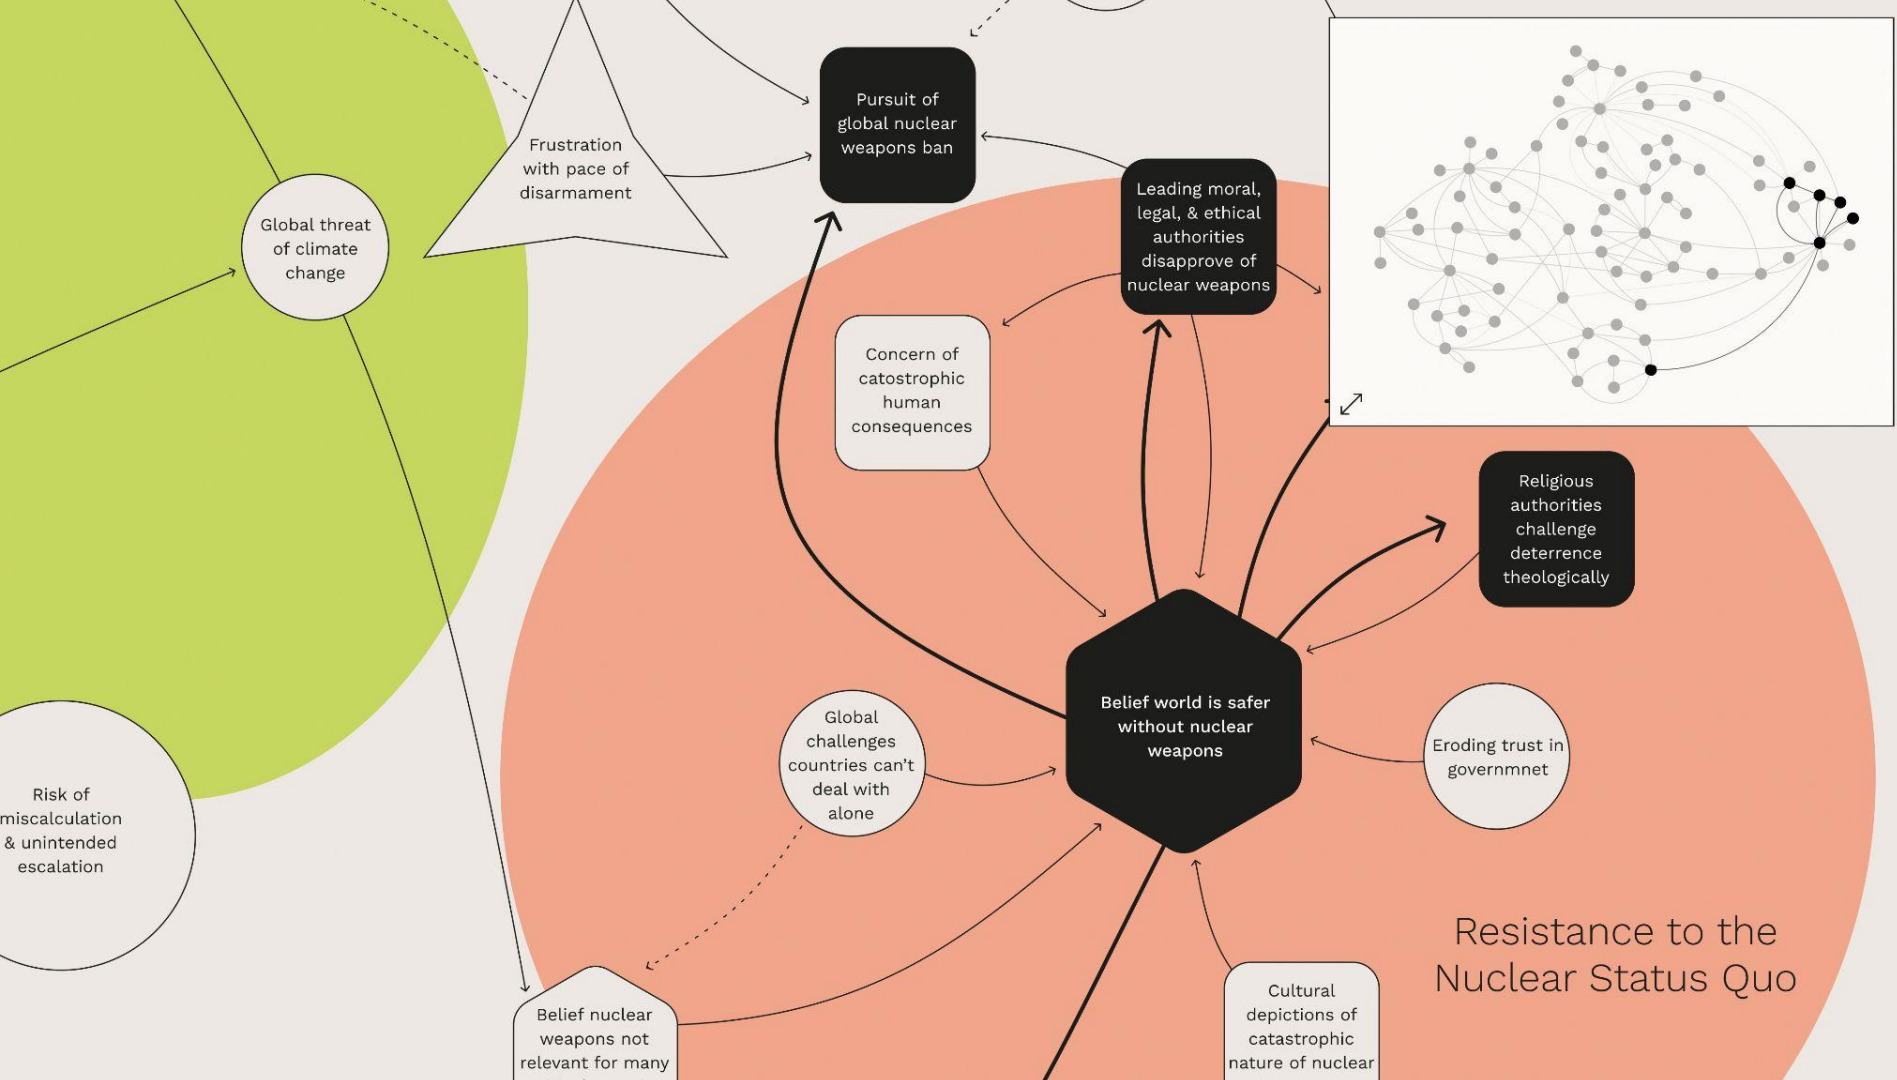 Pursuit of
global nuclear
weapons ban
Frustration
with pace of
disarmament
Leading moral,
legal, & ethical
authorities
disapprove of
nuclear weapons
Global threat
of climate
change
Concern of
catostrophic
human
consequences
Religious
authorities
challenge
deterrence
theologically
Belief world is safer
without nuclear
weapons
Global
challenges
countries can't
deal with
alone
Eroding trust in
governmnet
Risk of
miscalculation
& unintended
escalation
Resistance to the
Nuclear Status Quo
Belief nuclear
weapons not
relevant for many
Cultural
depictions of
catastrophic
nature of nuclear